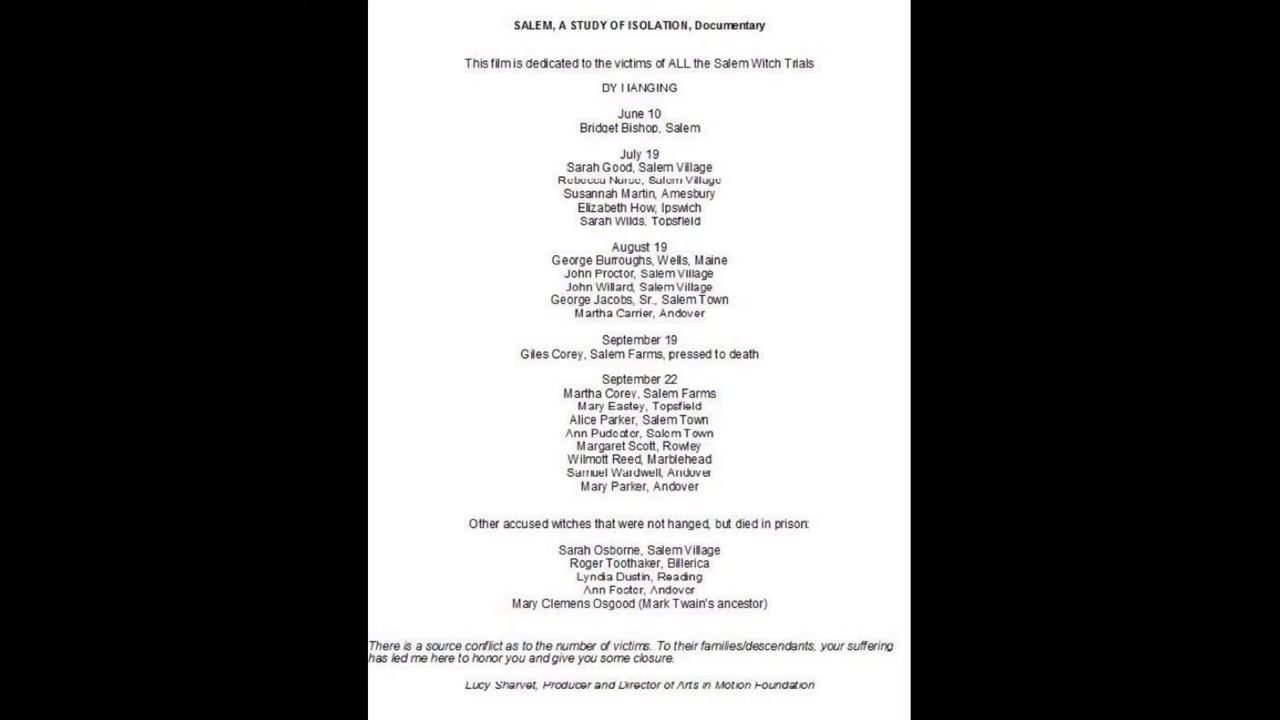 SALEM, A STUDY OF ISOLATION, Documentary
This film is dedicated to the victims of ALL the Salem Witch Trials
BY HANGING
June 10
Bridget Bishop, Salem
July 19
Sarah Good, Salem Village
Rebecca Nurse, Salem Village
Susannah Martin, Amesbury
Elizabeth How, Ipswich
Sarah Wilds, Topsfield
August 19
George Burroughs, Wells, Maine
John Proctor, Salem Village
John Willard, Salem Village
George Jacobs, Sr., Salem Town
Martha Carrier, Andover
September 19
Giles Corey, Salem Farms, pressed to death
September 22
Martha Corey, Salem Farms
Mary Eastey, Topsfield
Alice Parker, Salem Town
Ann Pudeater, Salem Town
Margaret Scott, Rowley
Wilmott Reed, Marblehead
Samuel Wardwell, Andover
Mary Parker, Andover
Other accused witches that were not hanged, but died in prison:
Sarah Osborne, Salem Village
Roger Toothaker, Billerica
Lyndia Dustin, Reading
Ann Foster, Andover
Mary Clemens Osgood (Mark Twain's ancestor)
There is a source conflict as to the number of victims. To their families/descendants, your suffering
has led me here to honor you and give you some closure.
Lucy Sharvet, Producer and Director of Arts in Motion Foundation